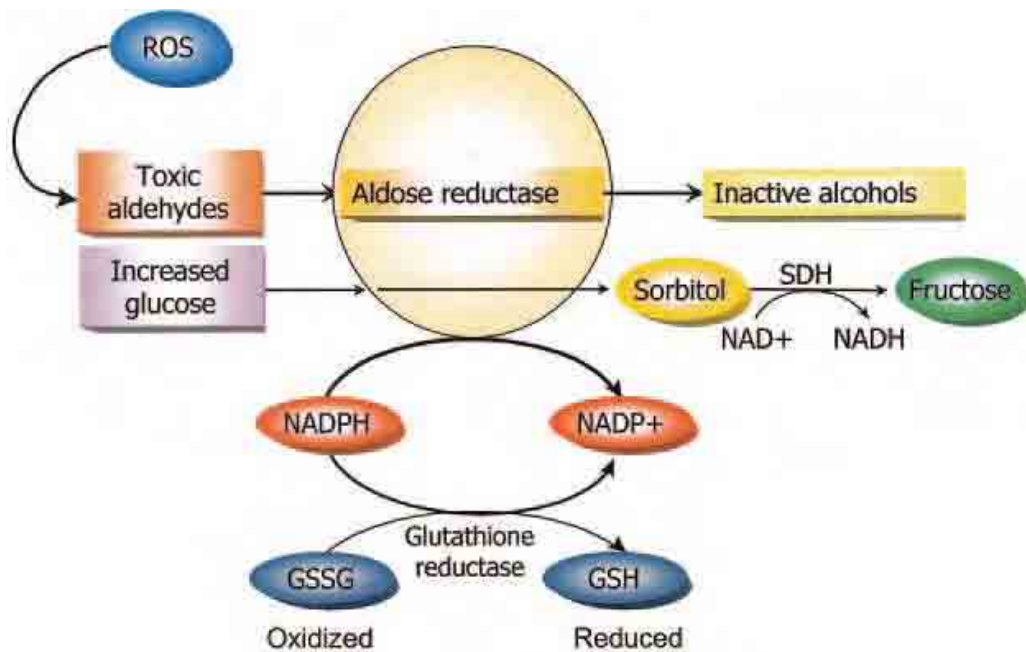 ROS
Toxic
aldehydes
Aldose reductase
Inactive alcohols
Increased
glucose
Sorbitol
SDH
Fructose
NAD+
NADH
NADPH
NADP+
Glutathione
reductase
GSSG
GSH
Oxidized
Reduced